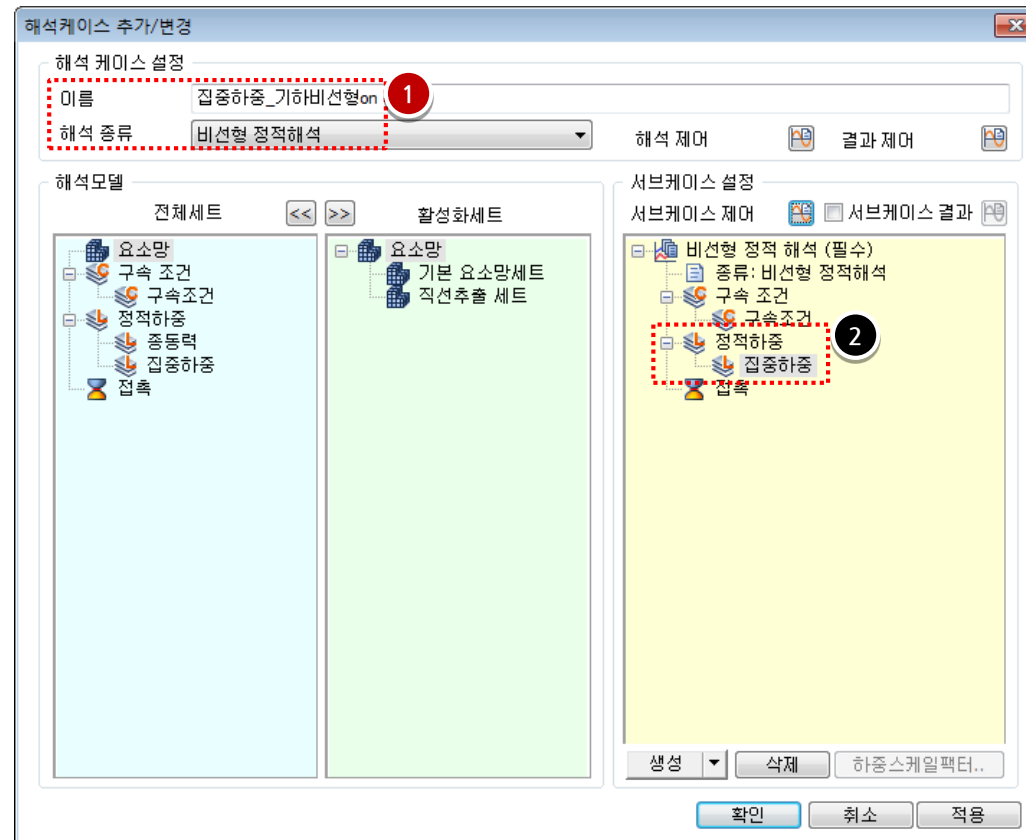 해석케이스 추가/변경
해석 케이스 설정
이름 집중하중_기하비선형on 1
해석 종류 비선형 정적해석 해석 제어 결과 제어
해석모델 서브케이스 설정
전체세트 << >> 활성화세트 서브케이스 제어 서브케이스 결과
요소망
구속 조건
구속조건
정적하중
중동력
집중하중
접촉
요소망
기본 요소망세트
직선추출 세트
비선형 정적 해석 (필수)
종류: 비선형 정적해석
구속 조건
구속조건
정적하중 2
집중하중
접촉
생성 삭제 하중스케일팩터..
확인 취소 적용